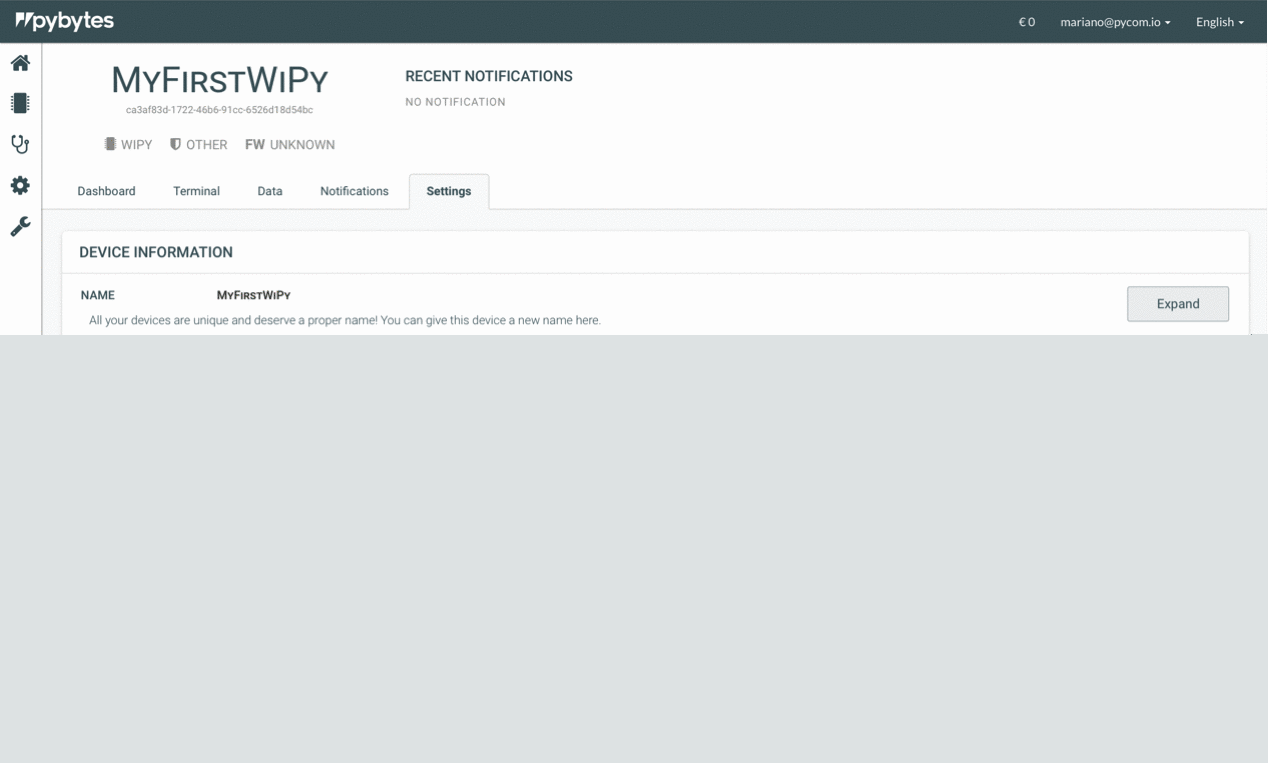 pybytes € 0 mariano@pycom.io English
MyFirstWiPy
ca3af83d-1722-46b6-91cc-6526d18d54bc
WIPY OTHER FW UNKNOWN
RECENT NOTIFICATIONS
NO NOTIFICATION
Dashboard Terminal Data Notifications Settings
DEVICE INFORMATION
NAME MyFirstWiPy
All your devices are unique and deserve a proper name! You can give this device a new name here.
Expand